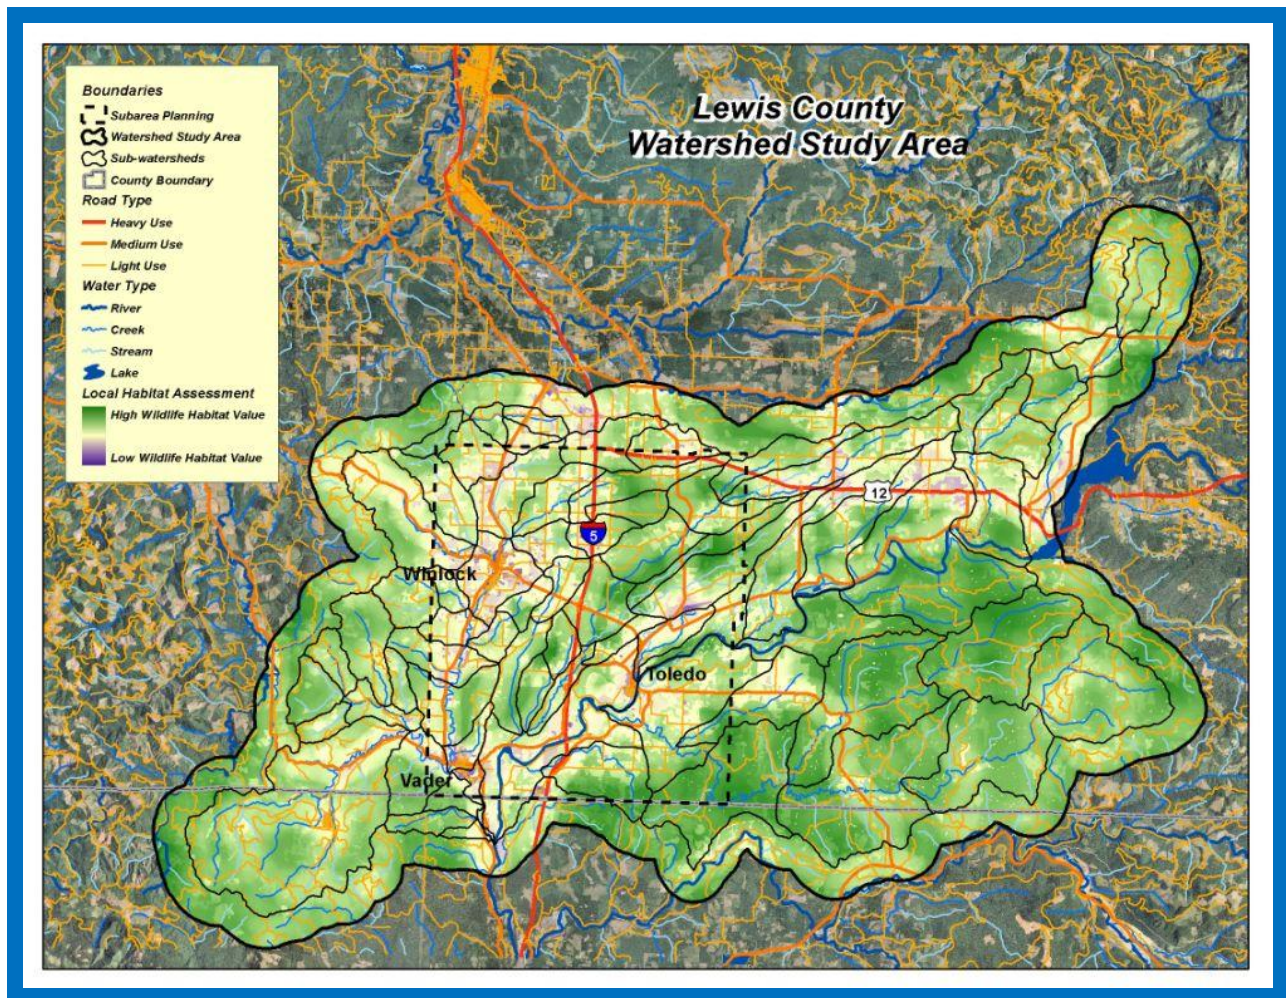 Lewis County
Watershed Study Area
Boundaries
Subarea Planning
Watershed Study Area
Sub-watersheds
County Boundary
Road Type
Heavy Use
Medium Use
Light Use
Water Type
River
Creek
Stream
Lake
Local Habitat Assessment
High Wildlife Habitat Value
Low Wildlife Habitat Value
12
5
Winlock
Toledo
Vader